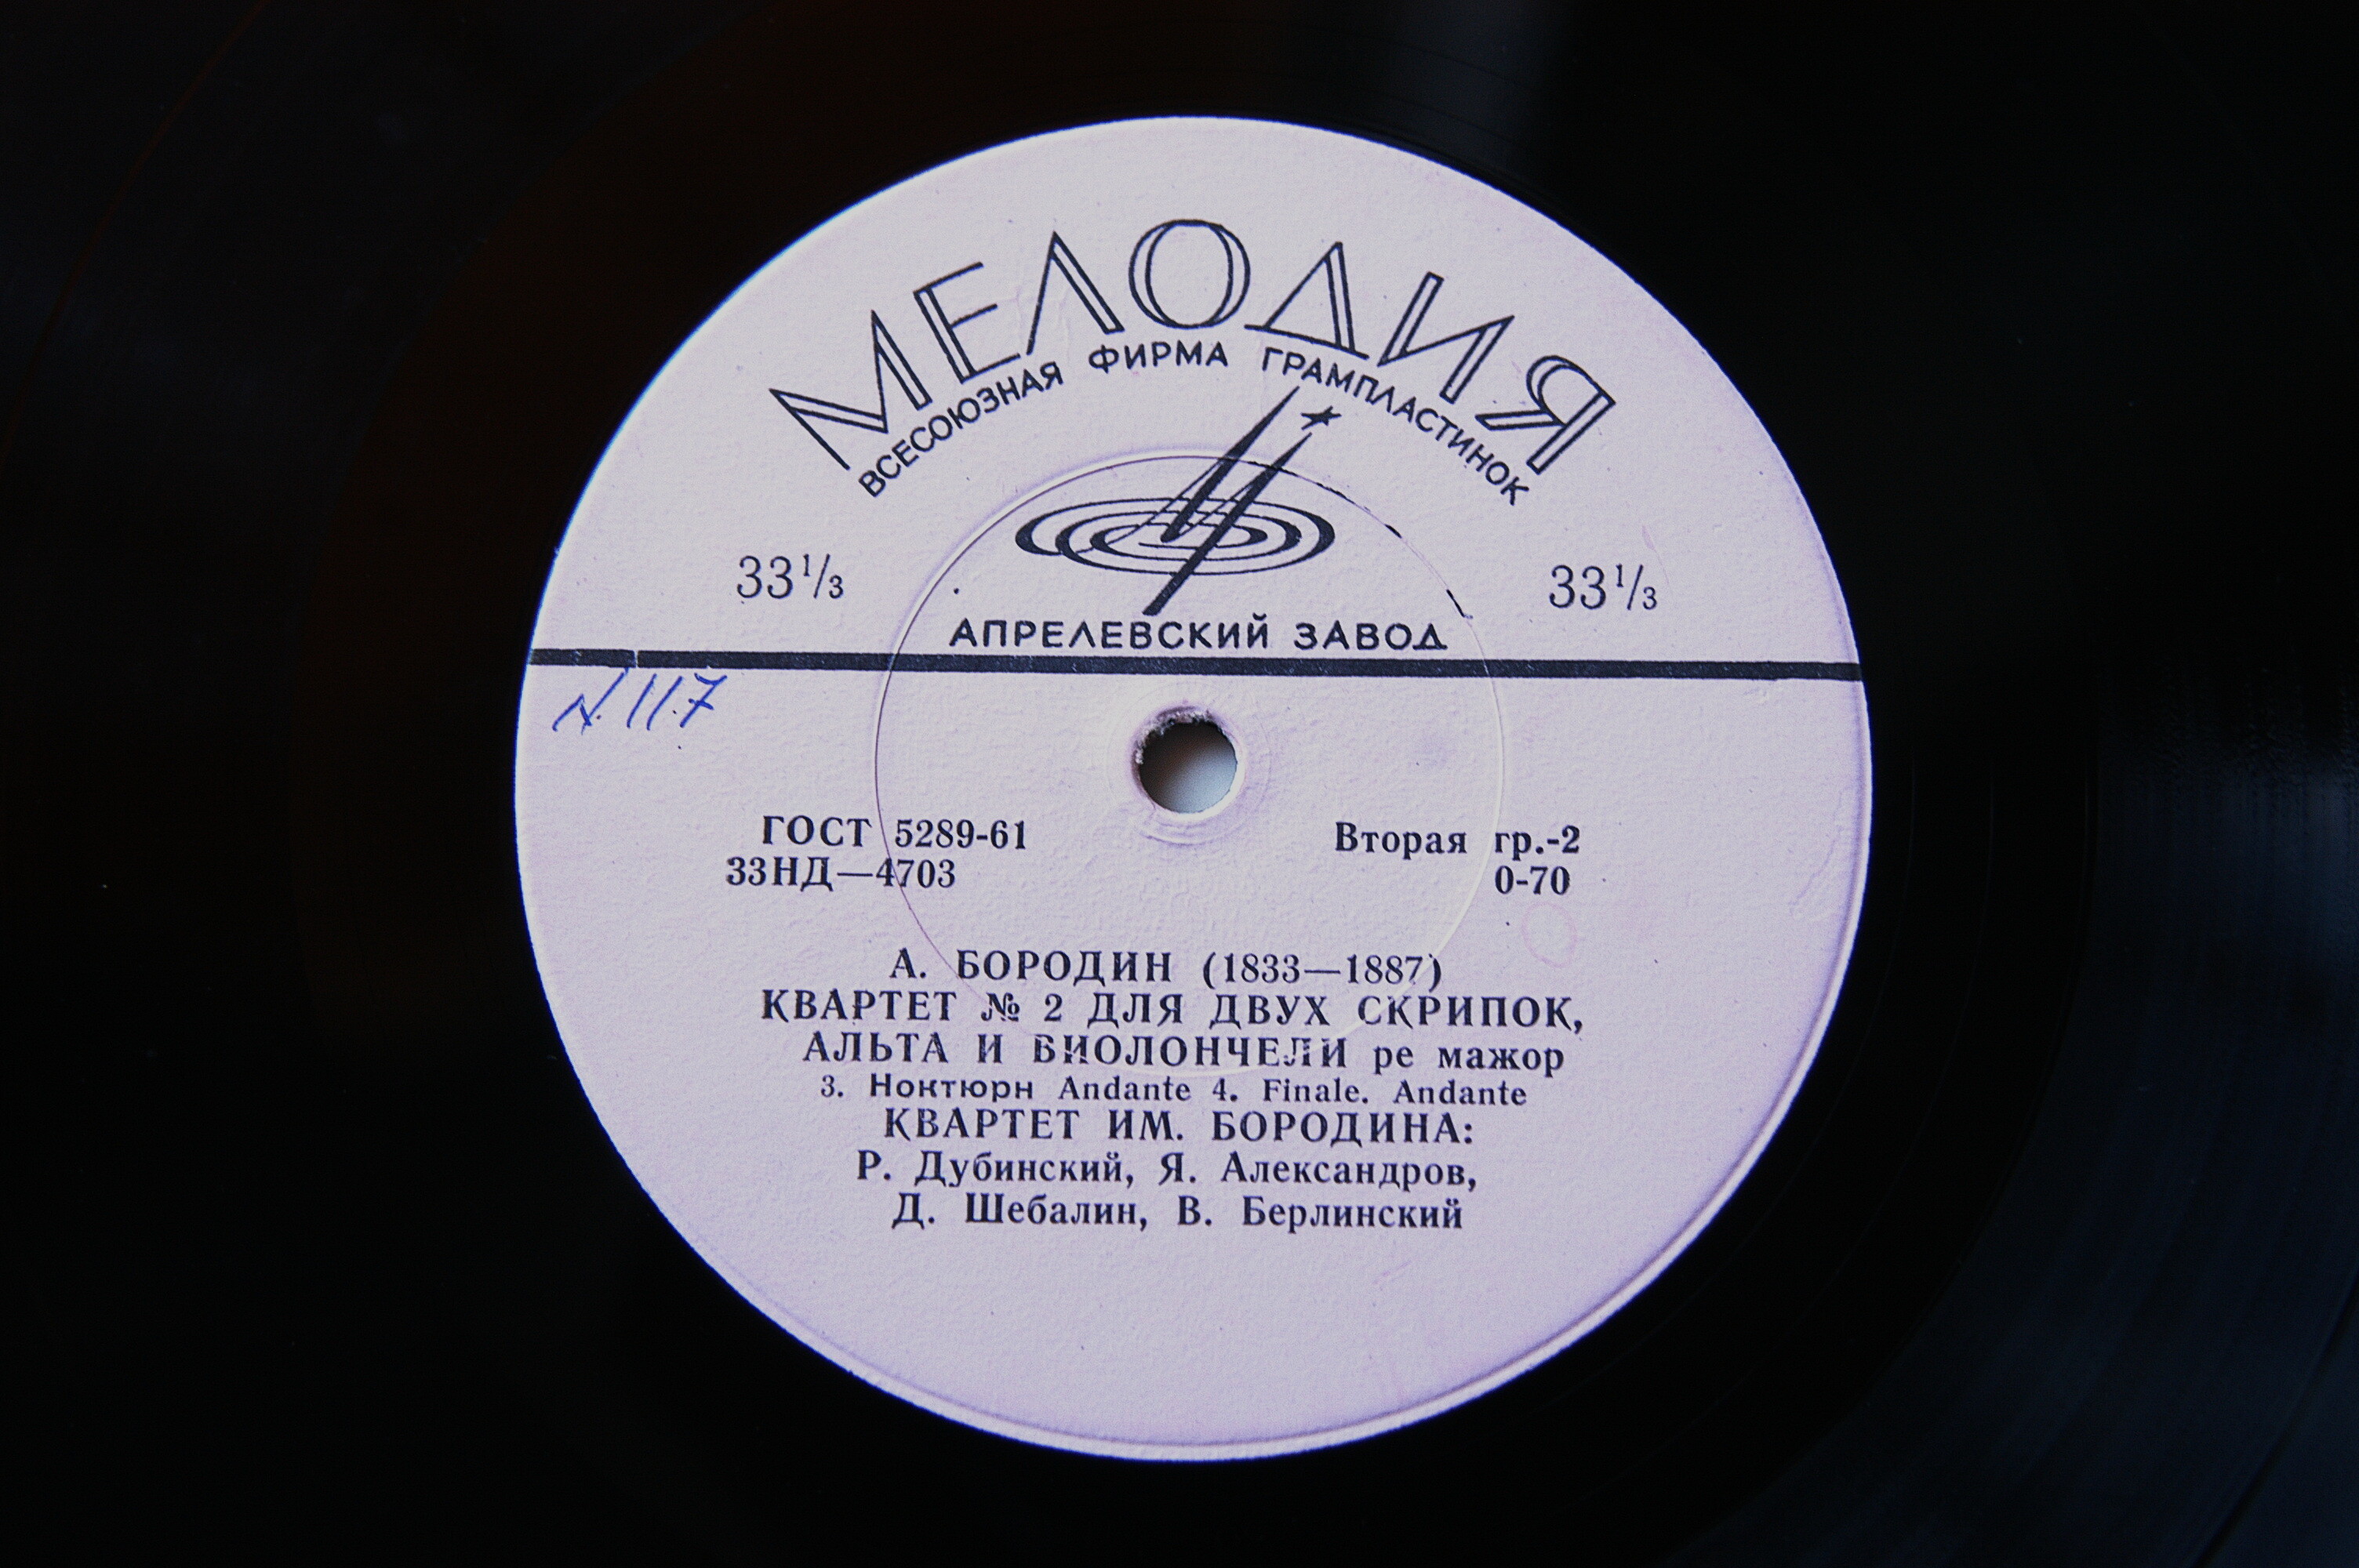 МЕЛОДИЯ
ВСЕСОЮЗНАЯ ФИРМА ГРАМПЛАСТИНОК
33 1/3 33 1/3
АПРЕЛЕВСКИЙ ЗАВОД
N. 117
ГОСТ 5289-61 Вторая гр.-2
33НД—4703 0-70
А. БОРОДИН (1833—1887)
КВАРТЕТ № 2 ДЛЯ ДВУХ СКРИПОК,
АЛЬТА И ВИОЛОНЧЕЛИ ре мажор
3. Ноктюрн Andante 4. Finale. Andante
КВАРТЕТ ИМ. БОРОДИНА:
Р. Дубинский, Я. Александров,
Д. Шебалин, В. Берлинский